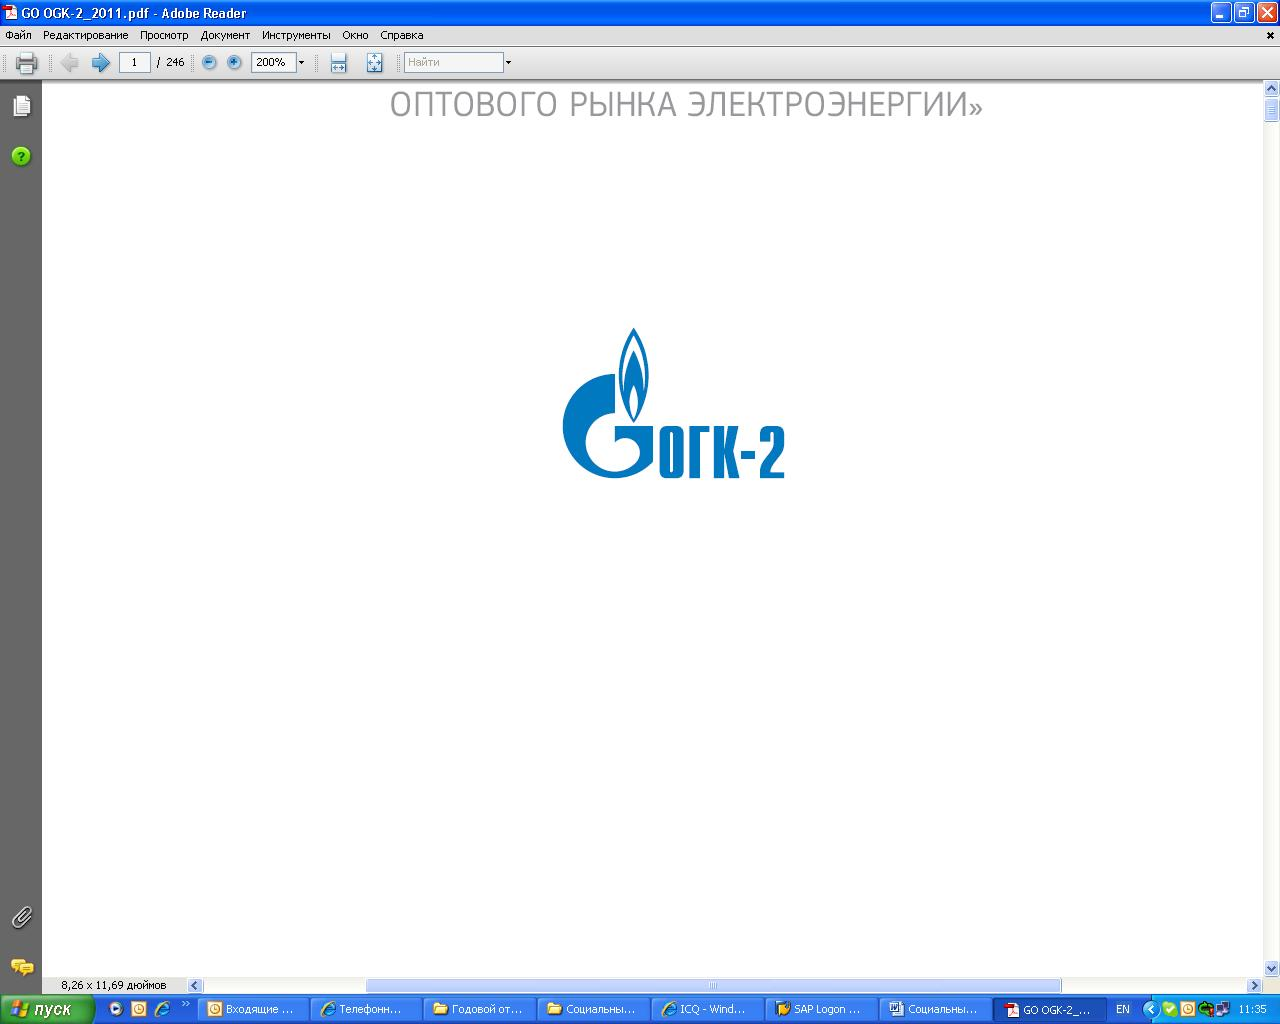 GO OGK-2_2011.pdf - Adobe Reader
Файл Редактирование Просмотр Документ Инструменты Окно Справка
1 / 246 200% Найти
ОПТОВОГО РЫНКА ЭЛЕКТРОЭНЕРГИИ»
ОГК-2
8,26 x 11,69 дюймов
пуск Входящие ... Телефонн... Годовой от... Социальны... ICQ - Wind... SAP Logon ... Социальны... GO OGK-2_... EN 11:35